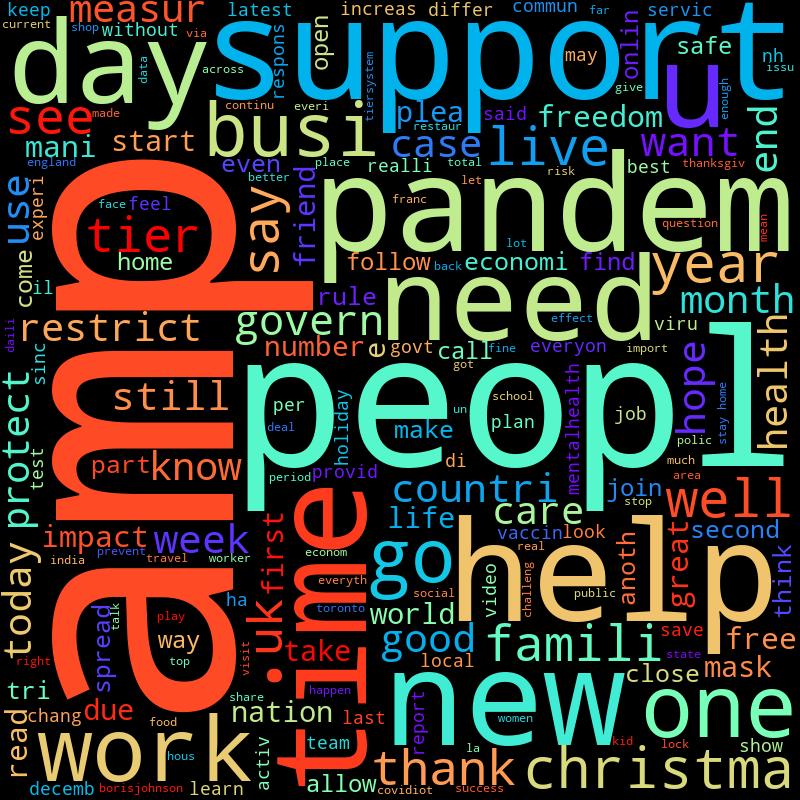 keep
measur
latest
increas
differ
commun
far
servic
current
shop
without
via
day
support
u
respons
open
may
onlin
safe
nh
issu
data
across
tiersystem
give
enough
see
made
continu
everi
plea
said
freedom
end
mani
start
busi
restaur
case
live
want
england
even
place
realli
total
risk
best
thanksgiv
use
experi
amp
better
let
face
feel
friend
say
pandem
franc
question
mean
tier
lot
come
home
follow
back
economi
find
year
il
rule
need
month
restrict
govern
effect
viru
daili
sinc
number
e
govt
call
fine
everyon
import
hope
health
got
protect
still
peopl
school
stay home
per
deal
un
plan
job
mentalhealth
holiday
make
polic
test
part
know
di
much
period
provid
countri
join
area
well
impact
week
time
life
care
vaccin
look
stop
second
today
india
prevent
travel
worker
first
econom
go
help
real
anoth
great
think
everyth
spread
talk
ha
uk
toronto
social
world
video
challeng
public
play
way
take
good
famili
save
free
right
top
visit
local
close
mask
state
tri
share
happen
new
one
read
chang
due
nation
last
report
women
kid
lock
show
food
work
activ
team
la
hous
thank
christma
decemb
borisjohnson
learn
allow
covidiot
success